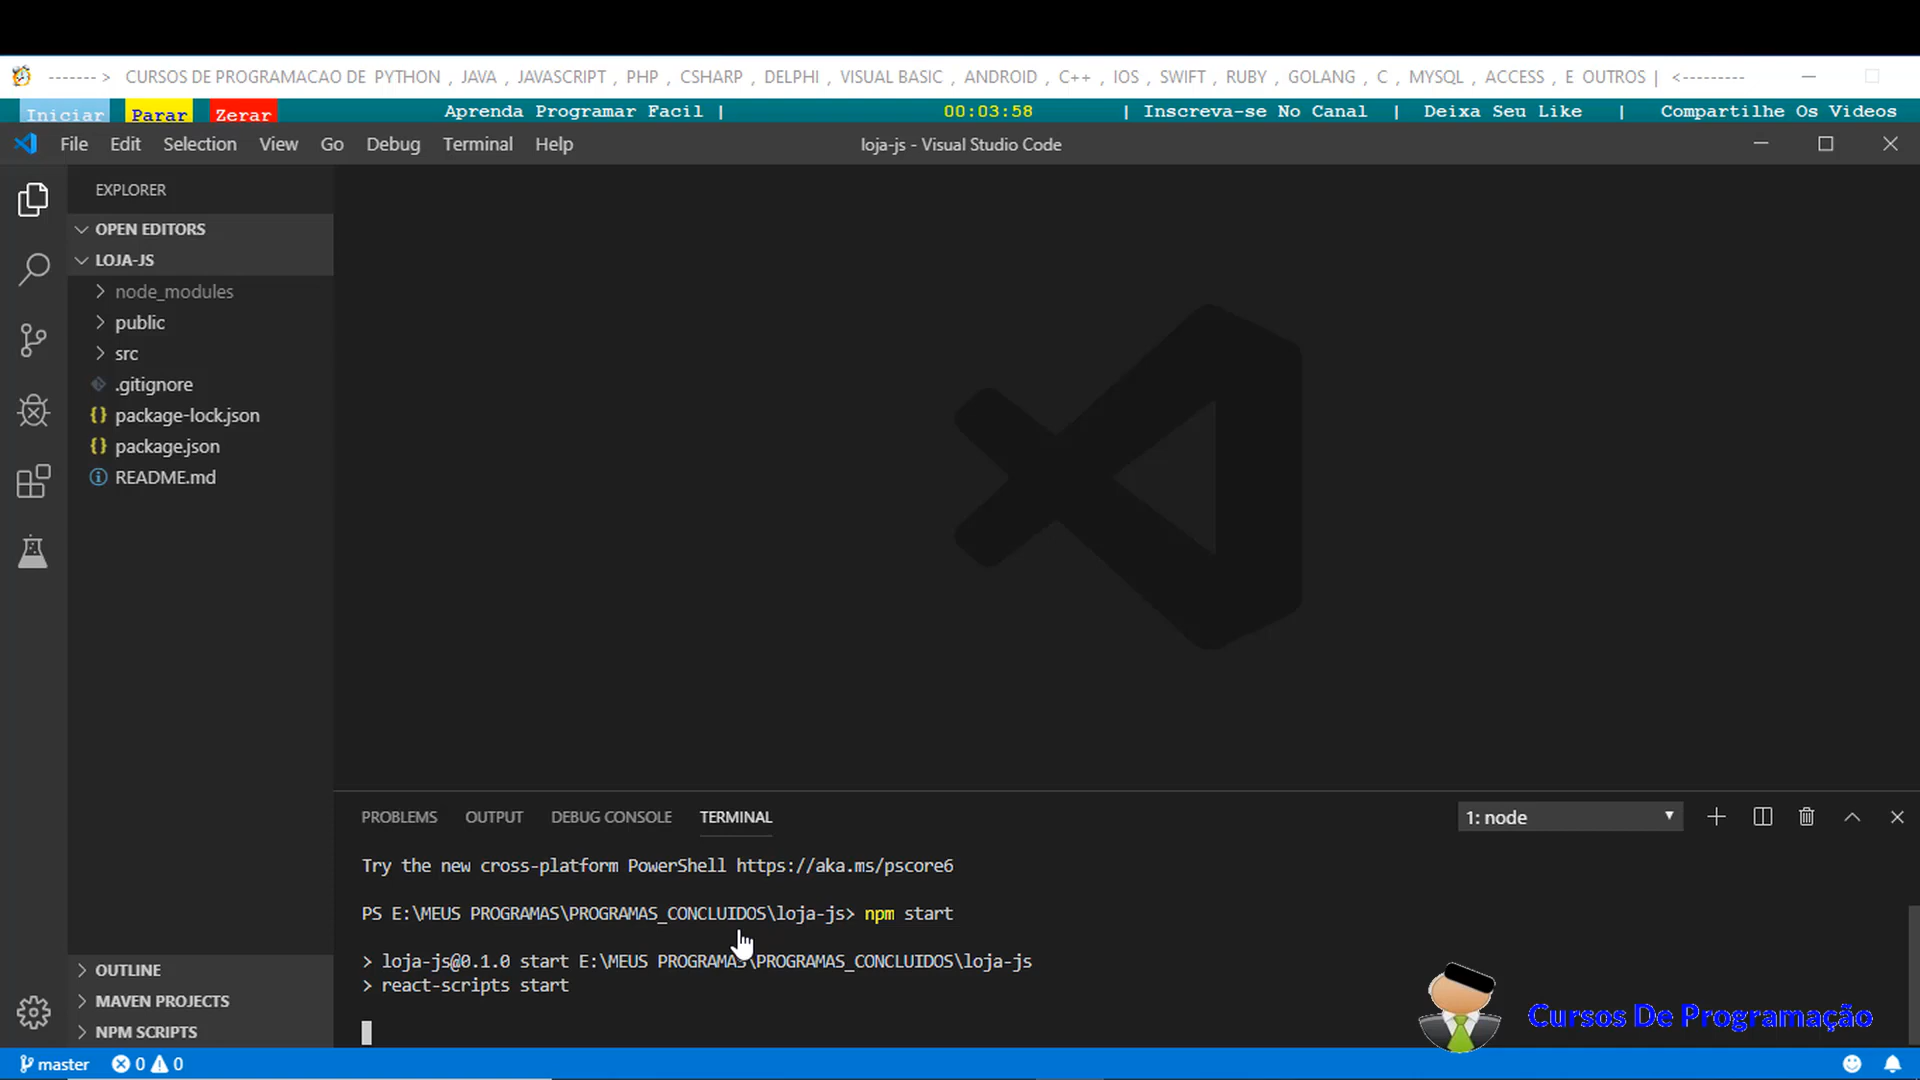 ------- > CURSOS DE PROGRAMACAO DE PYTHON , JAVA , JAVASCRIPT , PHP , CSHARP , DELPHI , VISUAL BASIC , ANDROID , C++ , IOS , SWIFT , RUBY , GOLANG , C , MYSQL , ACCESS , E OUTROS | <---------
Iniciar Parar Zerar Aprenda Programar Facil | 00:03:58 | Inscreva-se No Canal | Deixa Seu Like | Compartilhe Os Videos
File Edit Selection View Go Debug Terminal Help loja-js - Visual Studio Code
EXPLORER
OPEN EDITORS
LOJA-JS
node_modules
public
src
.gitignore
package-lock.json
package.json
README.md
OUTLINE
MAVEN PROJECTS
NPM SCRIPTS
PROBLEMS OUTPUT DEBUG CONSOLE TERMINAL 1: node
Try the new cross-platform PowerShell https://aka.ms/pscore6
PS E:\MEUS PROGRAMAS\PROGRAMAS_CONCLUIDOS\loja-js> npm start
> loja-js@0.1.0 start E:\MEUS PROGRAMAS\PROGRAMAS_CONCLUIDOS\loja-js
> react-scripts start
Cursos De Programação
master 0 0